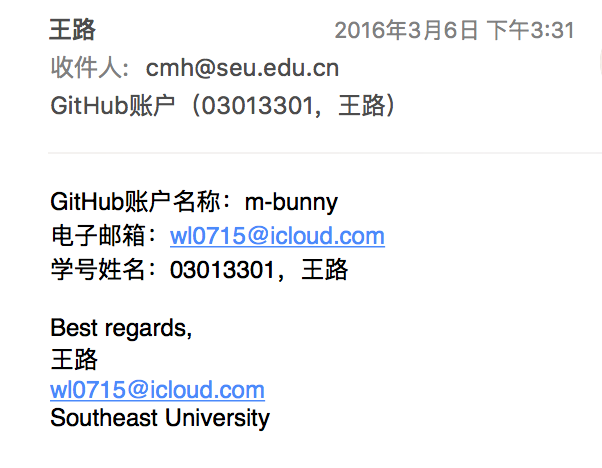 王路 2016年3月6日 下午3:31
收件人: cmh@seu.edu.cn
GitHub账户（03013301，王路）
GitHub账户名称：m-bunny
电子邮箱：wl0715@icloud.com
学号姓名：03013301，王路
Best regards,
王路
wl0715@icloud.com
Southeast University